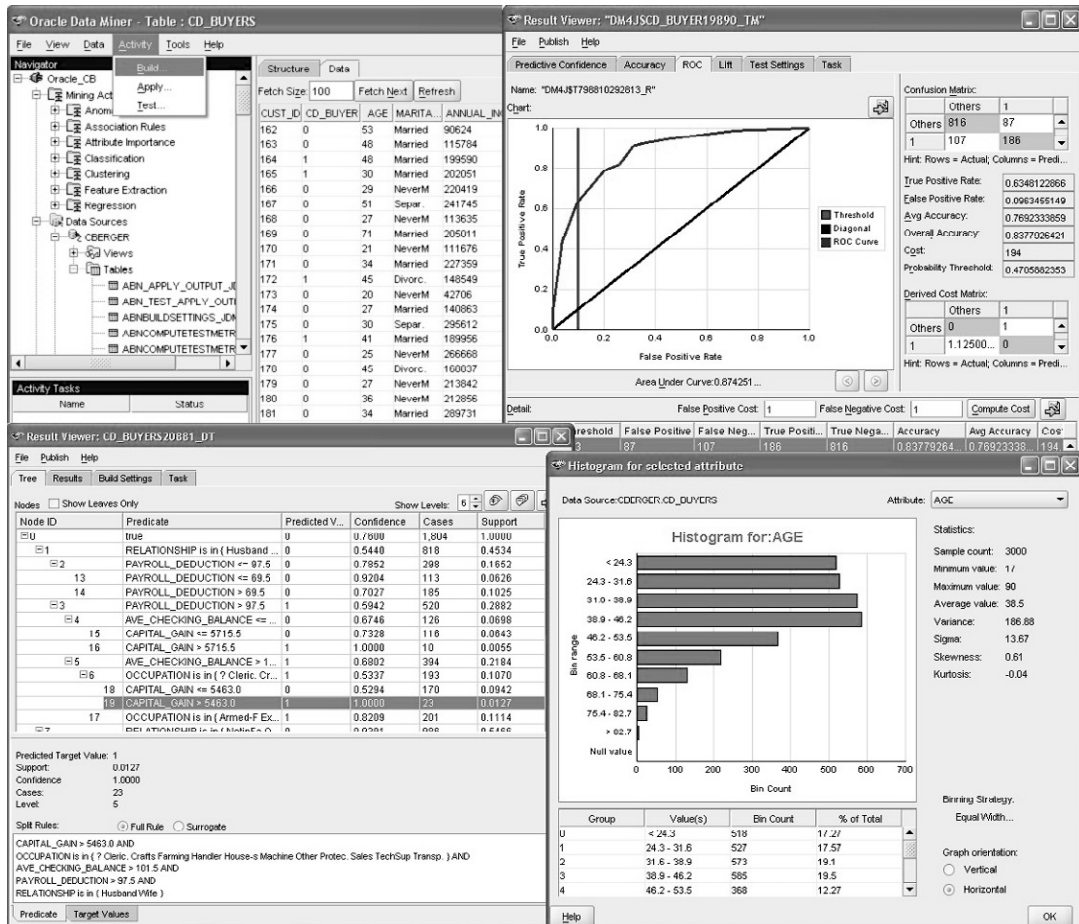 Oracle Data Miner - Table : CD_BUYERS
File View Data Activity Tools Help
Build...
Apply...
Test...
Navigator
Oracle_CB
Mining Act
Anom
Association Rules
Attribute Importance
Classification
Clustering
Feature Extraction
Regression
Data Sources
CBERGER
Views
Tables
ABN_APPLY_OUTPUT_JD
ABN_TEST_APPLY_OUTI
ABNBUILDSETTINGS_JDM
ABNCOMPUTETESTMETR
ABNCOMPUTETESTMETR
Activity Tasks
Name Status
Structure Data
Fetch Size: 100 Fetch Next Refresh
CUST_ID CD_BUYER AGE MARITA... ANNUAL_INC
162 0 53 Married 90624
163 0 48 Married 115784
164 1 48 Married 199590
165 1 30 Married 202051
166 0 29 NeverM 220419
167 0 51 Separ. 241745
168 0 27 NeverM 113635
169 0 71 Married 205011
170 0 21 NeverM 111676
171 0 34 Married 227359
172 1 45 Divorc. 148549
173 0 20 NeverM 42706
174 0 27 Married 140863
175 0 30 Separ. 295612
176 1 41 Married 189956
177 0 25 NeverM 266668
170 0 45 Divorc. 160037
179 0 27 NeverM 213842
180 0 36 NeverM 212856
181 0 34 Married 289731
Result Viewer: "DM4J$CD_BUYER19890_TM"
File Publish Help
Predictive Confidence Accuracy ROC Lift Test Settings Task
Name: "DM4J$T798810292813_R"
Chart:
True Positive Rate
1.0
0.8
0.6
0.4
0.2
0.0
0.0 0.2 0.4 0.6 0.8 1.0
False Positive Rate
Threshold
Diagonal
ROC Curve
Area Under Curve:0.874251...
Confusion Matrix:
Others 1
Others 816 87
1 107 186
Hint: Rows = Actual; Columns = Predi...
True Positive Rate: 0.6348122866
False Positive Rate: 0.0963455149
Avg Accuracy: 0.7692333859
Overall Accuracy: 0.8377926421
Cost: 194
Probability Threshold: 0.4705882353
Derived Cost Matrix:
Others 1
Others 0 1
1 1.12500... 0
Hint: Rows = Actual; Columns = Predi...
Detail: False Positive Cost: 1 False Negative Cost: 1 Compute Cost
reshold False Positive False Neg... True Positi... True Nega... Accuracy Avg Accuracy Cos
3 87 107 186 816 0.83779264... 0.76923338... 194
Result Viewer: CD_BUYERS20881_DT
File Publish Help
Tree Results Build Settings Task
Nodes Show Leaves Only Show Levels: 6
Node ID Predicate Predicted V... Confidence Cases Support
0 true 0 0.7600 1,804 1.0000
1 RELATIONSHIP is in ( Husband ... 0 0.5440 818 0.4534
2 PAYROLL_DEDUCTION <= 97.5 0 0.7852 298 0.1652
13 PAYROLL_DEDUCTION <= 69.5 0 0.9204 113 0.0626
14 PAYROLL_DEDUCTION > 69.5 0 0.7027 185 0.1025
3 PAYROLL_DEDUCTION > 97.5 1 0.5942 520 0.2882
4 AVE_CHECKING_BALANCE <= ... 0 0.6746 126 0.0698
15 CAPITAL_GAIN <= 5715.5 0 0.7328 116 0.0643
16 CAPITAL_GAIN > 5715.5 1 1.0000 10 0.0055
5 AVE_CHECKING_BALANCE > 1... 1 0.6802 394 0.2184
6 OCCUPATION is in ( ? Cleric. Cr... 1 0.5337 193 0.1070
18 CAPITAL_GAIN <= 5463.0 0 0.5294 170 0.0942
19 CAPITAL_GAIN > 5463.0 1 1.0000 23 0.0127
17 OCCUPATION is in ( Armed-F Ex... 1 0.8209 201 0.1114
Predicted Target Value: 1
Support: 0.0127
Confidence 1.0000
Cases: 23
Level: 5
Split Rules: Full Rule Surrogate
CAPITAL_GAIN > 5463.0 AND
OCCUPATION is in ( ? Cleric. Crafts Farming Handler House-s Machine Other Protec. Sales TechSup Transp. ) AND
AVE_CHECKING_BALANCE > 101.5 AND
PAYROLL_DEDUCTION > 97.5 AND
RELATIONSHIP is in ( Husband Wife )
Predicate Target Values
Histogram for selected attribute
Data Source:CBERGER.CD_BUYERS Attribute: AGE
Histogram for:AGE
Bin range
< 24.3
24.3 - 31.6
31.6 - 38.9
38.9 - 46.2
46.2 - 53.5
53.5 - 60.8
60.8 - 68.1
68.1 - 75.4
75.4 - 82.7
> 82.7
Null value
0 100 200 300 400 500 600 700
Bin Count
Statistics:
Sample count: 3000
Minimum value: 17
Maximum value: 90
Average value: 38.5
Variance: 186.88
Sigma: 13.67
Skewness: 0.61
Kurtosis: -0.04
Binning Strategy.
Equal Width...
Graph orientation:
Vertical
Horizontal
Group Value(s) Bin Count % of Total
0 < 24.3 518 17.27
1 24.3 - 31.6 527 17.57
2 31.6 - 38.9 573 19.1
3 38.9 - 46.2 585 19.5
4 46.2 - 53.5 368 12.27
Help OK